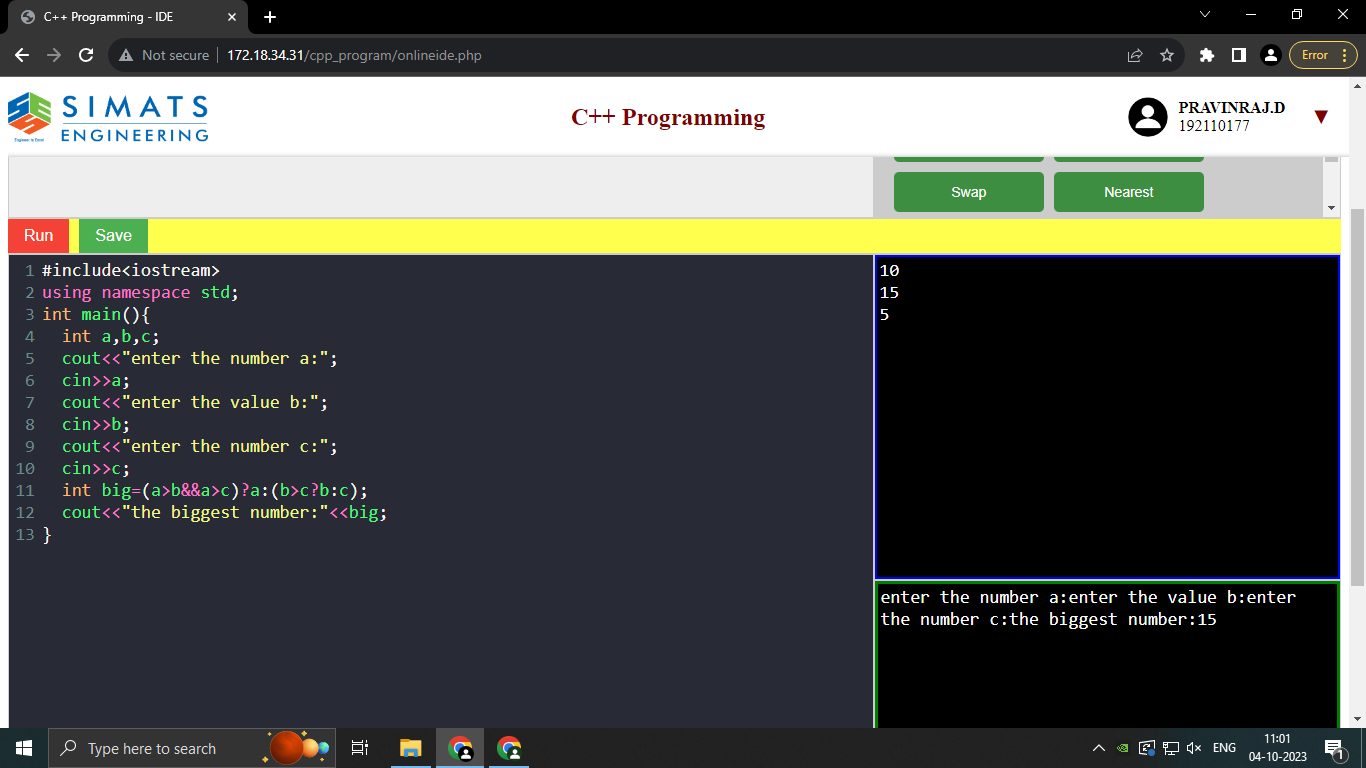 C++ Programming - IDE
Not secure
172.18.34.31/cpp_program/onlineide.php
Error
SIMATS
ENGINEERING
Engineer to Excel
C++ Programming
PRAVINRAJ.D
192110177
Swap
Nearest
Run
Save
1 #include<iostream>
2 using namespace std;
3 int main(){
4 int a,b,c;
5 cout<<"enter the number a:";
6 cin>>a;
7 cout<<"enter the value b:";
8 cin>>b;
9 cout<<"enter the number c:";
10 cin>>c;
11 int big=(a>b&&a>c)?a:(b>c?b:c);
12 cout<<"the biggest number:"<<big;
13 }
10
15
5
enter the number a:enter the value b:enter
the number c:the biggest number:15
Type here to search
ENG
11:01
04-10-2023
1